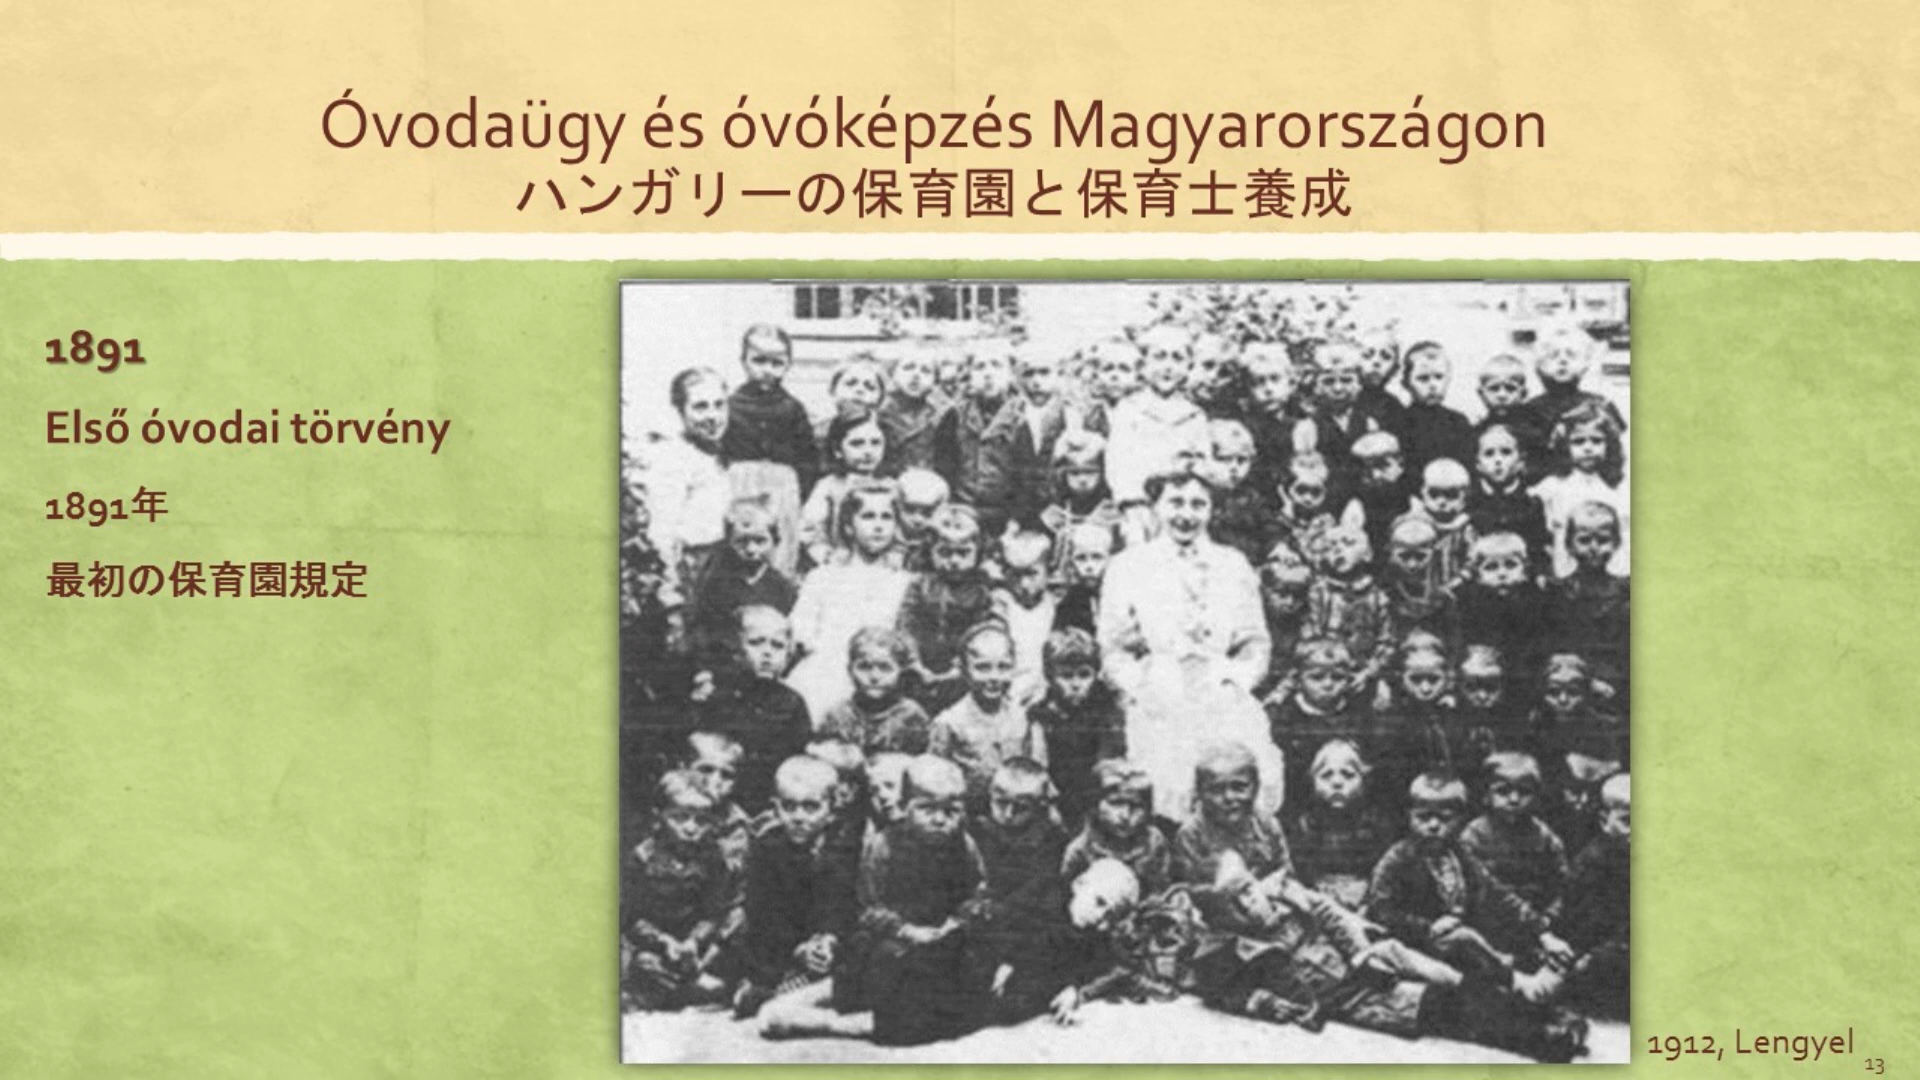 Óvodaügy és óvóképzés Magyarországon
ハンガリーの保育園と保育士養成
1891
Első óvodai törvény
1891年
最初の保育園規定
1912, Lengyel
13